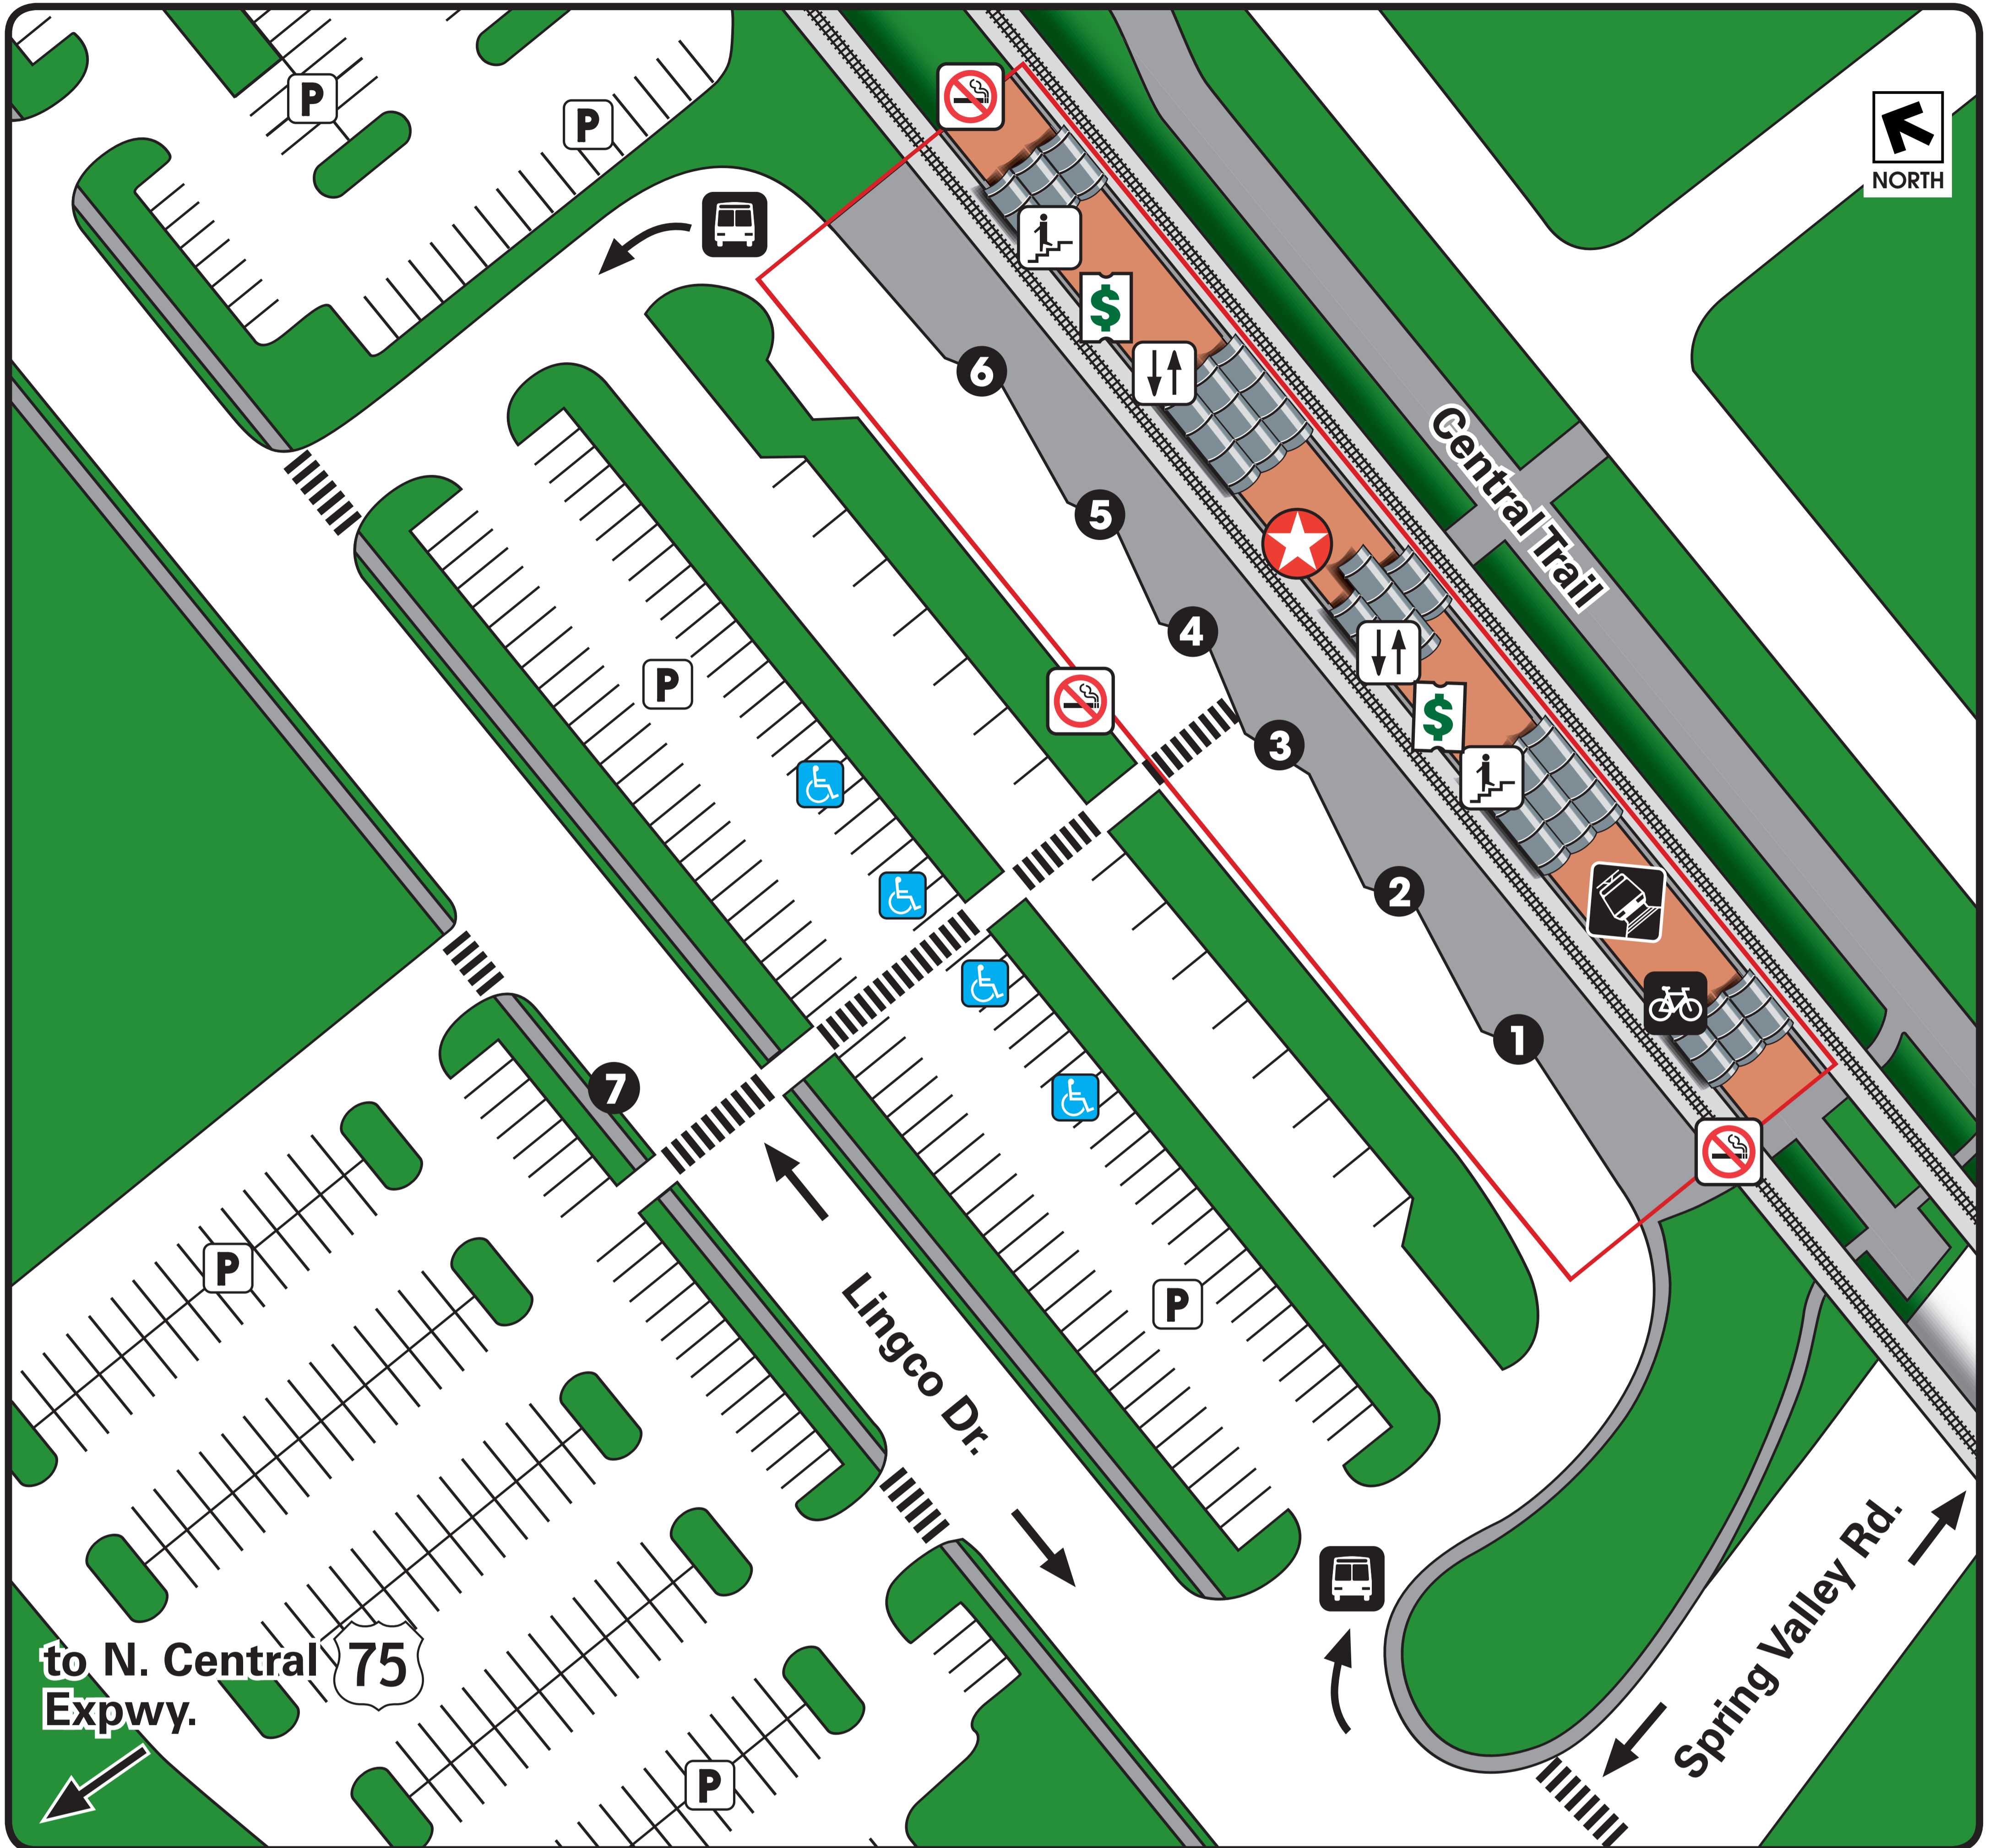 P
P
NORTH
$
6
Central Trail
5
4
P
$
3
2
1
7
P
Lingco Dr.
P
Spring Valley Rd.
to N. Central
Expwy.
75
P